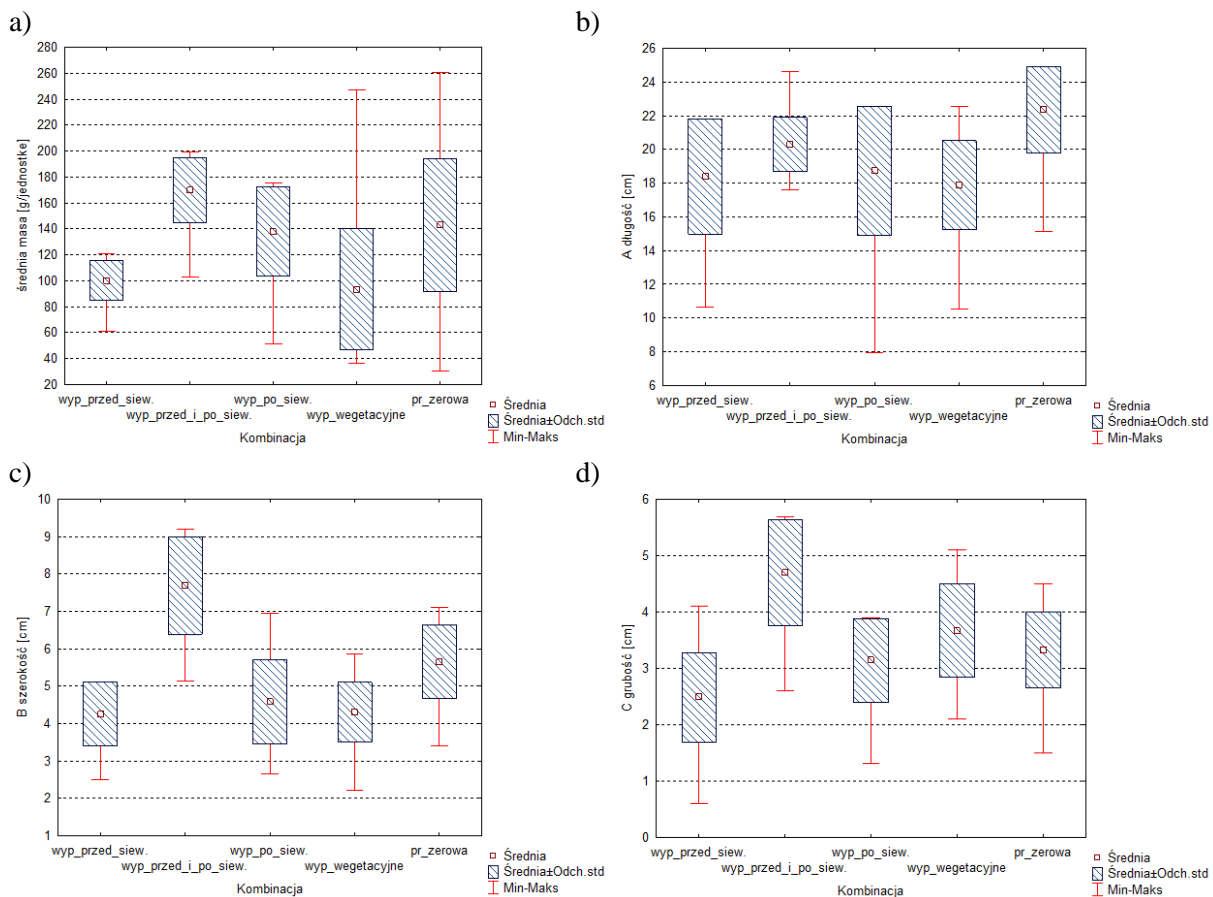 a)
280
260
240
220
200
180
160
140
120
100
80
60
40
20
średnia masa [g/jednostke]
wyp_przed_siew.
wyp_po_siew.
pr_zerowa
wyp_przed_i_po_siew.
wyp_wegetacyjne
Kombinacja
Średnia
Średnia±Odch.std
Min-Maks
b)
26
24
22
20
18
16
14
12
10
8
6
A długość [cm]
wyp_przed_siew.
wyp_po_siew.
pr_zerowa
wyp_przed_i_po_siew.
wyp_wegetacyjne
Kombinacja
Średnia
Średnia±Odch.std
Min-Maks
c)
10
9
8
7
6
5
4
3
2
1
B szerokość [cm]
wyp_przed_siew.
wyp_po_siew.
pr_zerowa
wyp_przed_i_po_siew.
wyp_wegetacyjne
Kombinacja
Średnia
Średnia±Odch.std
Min-Maks
d)
6
5
4
3
2
1
0
C grubość [cm]
wyp_przed_siew.
wyp_po_siew.
pr_zerowa
wyp_przed_i_po_siew.
wyp_wegetacyjne
Kombinacja
Średnia
Średnia±Odch.std
Min-Maks